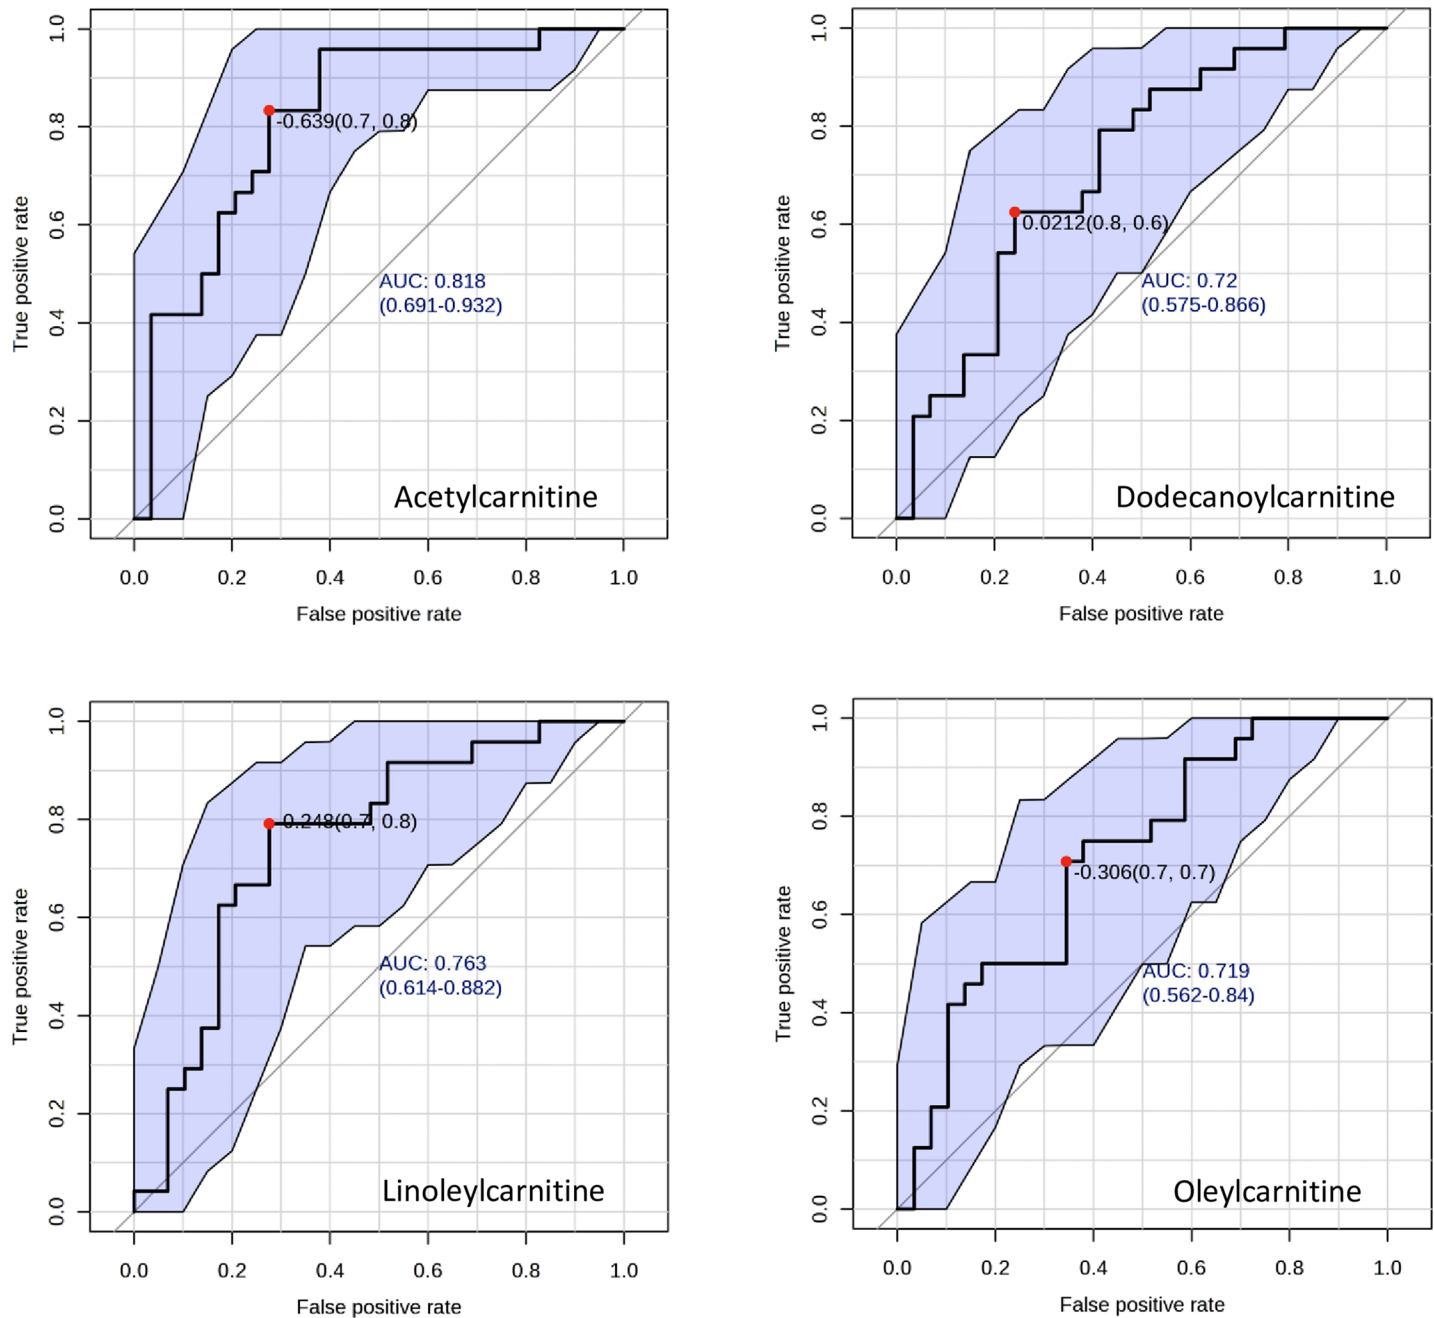 True positive rate
1.0
0.8
0.6
0.4
0.2
0.0
-0.639(0.7, 0.8)
AUC: 0.818
(0.691-0.932)
Acetylcarnitine
0.0 0.2 0.4 0.6 0.8 1.0
False positive rate
True positive rate
1.0
0.8
0.6
0.4
0.2
0.0
0.0212(0.8, 0.6)
AUC: 0.72
(0.575-0.866)
Dodecanoylcarnitine
0.0 0.2 0.4 0.6 0.8 1.0
False positive rate
True positive rate
1.0
0.8
0.6
0.4
0.2
0.0
0.248(0.7, 0.8)
AUC: 0.763
(0.614-0.882)
Linoleylcarnitine
0.0 0.2 0.4 0.6 0.8 1.0
False positive rate
True positive rate
1.0
0.8
0.6
0.4
0.2
0.0
-0.306(0.7, 0.7)
AUC: 0.719
(0.562-0.84)
Oleylcarnitine
0.0 0.2 0.4 0.6 0.8 1.0
False positive rate